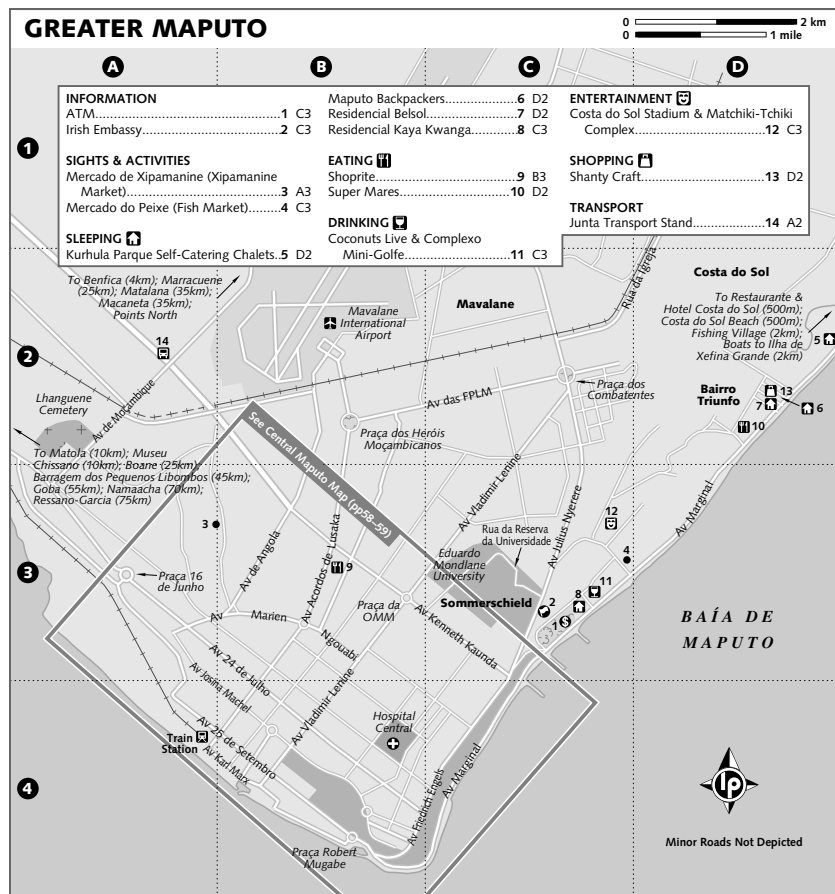 GREATER MAPUTO
0 2 km
0 1 mile
A B C D
1
2
3
4
INFORMATION
ATM..........................................1 C3
Irish Embassy..............................2 C3
SIGHTS & ACTIVITIES
Mercado de Xipamanine (Xipamanine
Market)....................................3 A3
Mercado do Peixe (Fish Market)......4 C3
SLEEPING
Kurhula Parque Self-Catering Chalets..5 D2
Maputo Backpackers....................6 D2
Residencial Belsol........................7 D2
Residencial Kaya Kwanga..............8 C3
EATING
Shoprite.....................................9 B3
Super Mares..............................10 D2
DRINKING
Coconuts Live & Complexo
Mini-Golfe...............................11 C3
ENTERTAINMENT
Costa do Sol Stadium & Matchiki-Tchiki
Complex.................................12 C3
SHOPPING
Shanty Craft..............................13 D2
TRANSPORT
Junta Transport Stand.................14 A2
To Benfica (4km); Marracuene
(25km); Matalana (35km);
Macaneta (35km);
Points North
Mavalane
International
Airport
Mavalane
Rua da Igreja
Costa do Sol
To Restaurante &
Hotel Costa do Sol (500m);
Costa do Sol Beach (500m);
Fishing Village (2km);
Boats to Ilha de
Xefina Grande (2km)
5
14
Lhanguene
Cemetery
Av de Moçambique
Av das FPLM
Praça dos
Combatentes
Bairro
Triunfo
13
7
6
10
Praça dos Heróis
Moçambicanos
To Matola (10km); Museu
Chissano (10km); Boane (25km);
Barragem dos Pequenos Libombos (45km);
Goba (55km); Namaacha (70km);
Ressano-Garcia (75km)
See Central Maputo Map (pp58–59)
Av Vladimir Lenine
Av Julius Nyerere
Av Marginal
Rua da Reserva
da Universidade
12
4
3
Av de Angola
Av Acordos de Lusaka
9
Eduardo
Mondlane
University
Sommerschield
2
8
11
1
Praça 16
de Junho
Praça da
OMM
Av Kenneth Kaunda
Av Marien Ngouabi
BAÍA DE
MAPUTO
Av 24 de Julho
Av Josina Machel
Av Vladimir Lenine
Hospital
Central
Av 25 de Setembro
Train
Station
Av Karl Marx
Av Friedrich Engels
Av Marginal
Praça Robert
Mugabe
lp
Minor Roads Not Depicted